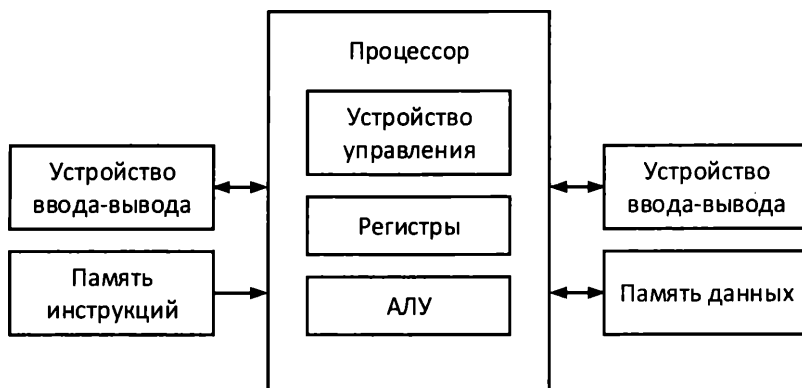 Процессор
Устройство
управления
Устройство
ввода-вывода
Регистры
Устройство
ввода-вывода
Память
инструкций
АЛУ
Память данных